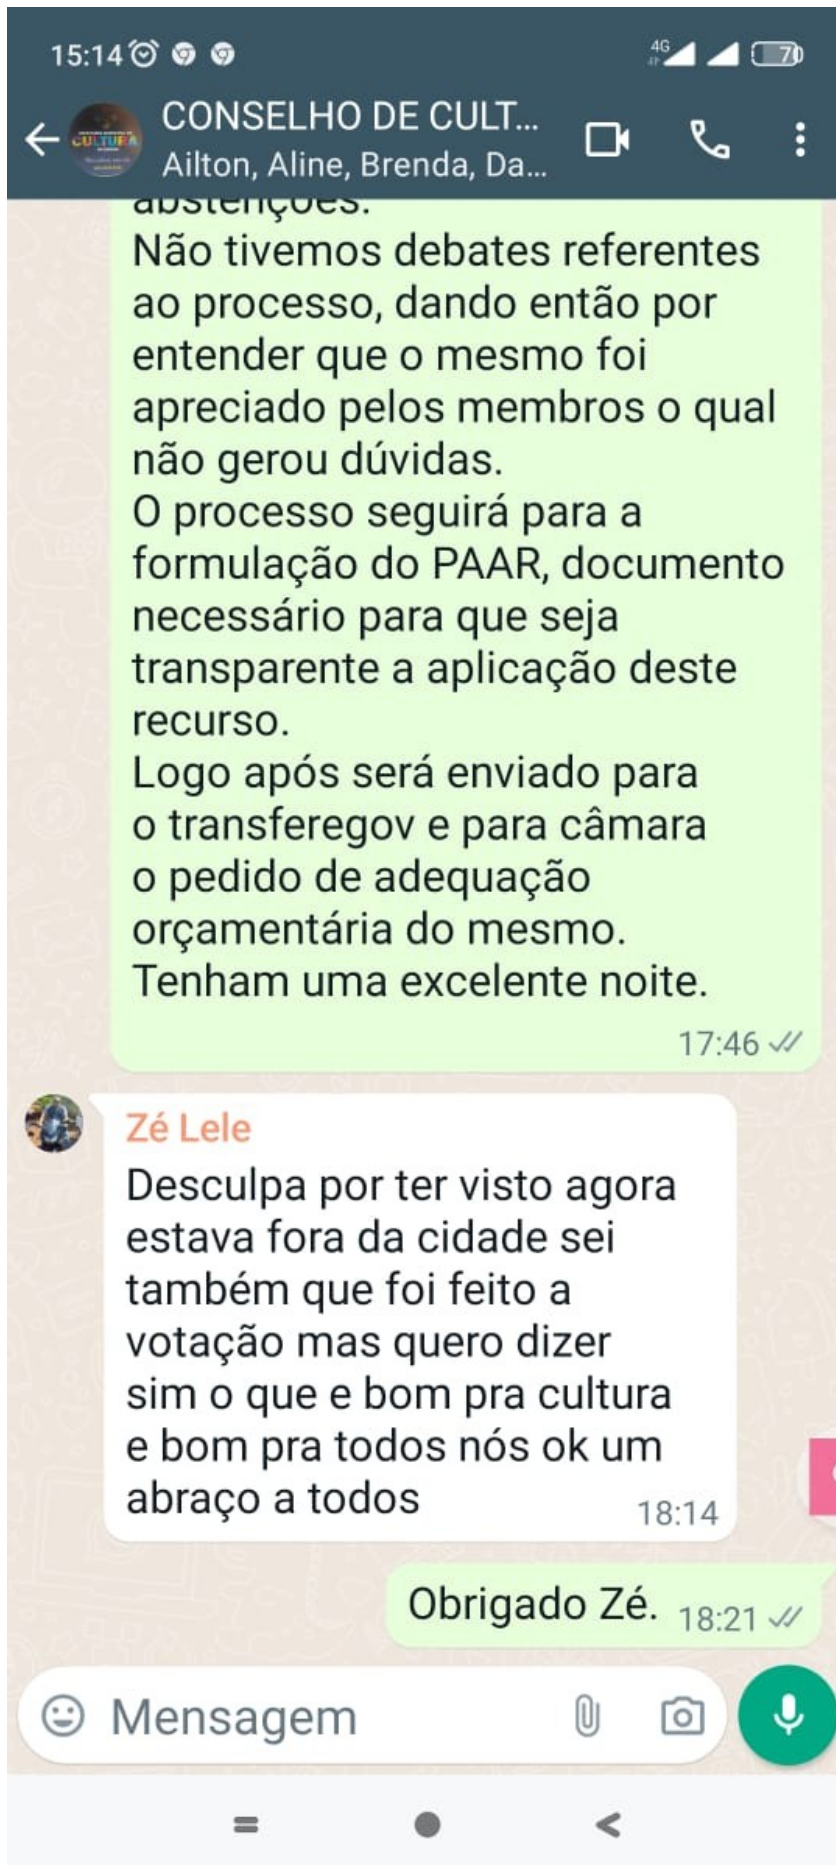 15:14
4G
70
CONSELHO DE CULT...
Ailton, Aline, Brenda, Da...
CULTURA
abstenções.
Não tivemos debates referentes
ao processo, dando então por
entender que o mesmo foi
apreciado pelos membros o qual
não gerou dúvidas.
O processo seguirá para a
formulação do PAAR, documento
necessário para que seja
transparente a aplicação deste
recurso.
Logo após será enviado para
o transferegov e para câmara
o pedido de adequação
orçamentária do mesmo.
Tenham uma excelente noite.
17:46
Zé Lele
Desculpa por ter visto agora
estava fora da cidade sei
também que foi feito a
votação mas quero dizer
sim o que e bom pra cultura
e bom pra todos nós ok um
abraço a todos
18:14
Obrigado Zé.
18:21
Mensagem